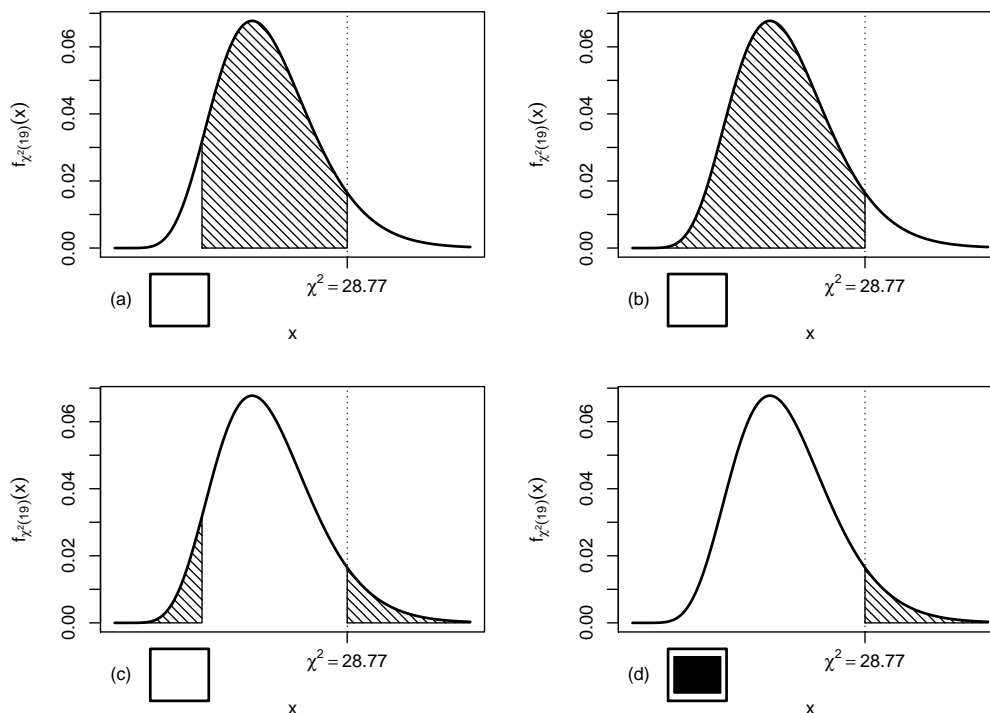 0.00 0.02 0.04 0.06
f_{χ²(19)}(x)
χ² = 28.77
(a)
x
0.00 0.02 0.04 0.06
f_{χ²(19)}(x)
χ² = 28.77
(b)
x
0.00 0.02 0.04 0.06
f_{χ²(19)}(x)
χ² = 28.77
(c)
x
0.00 0.02 0.04 0.06
f_{χ²(19)}(x)
χ² = 28.77
(d)
x